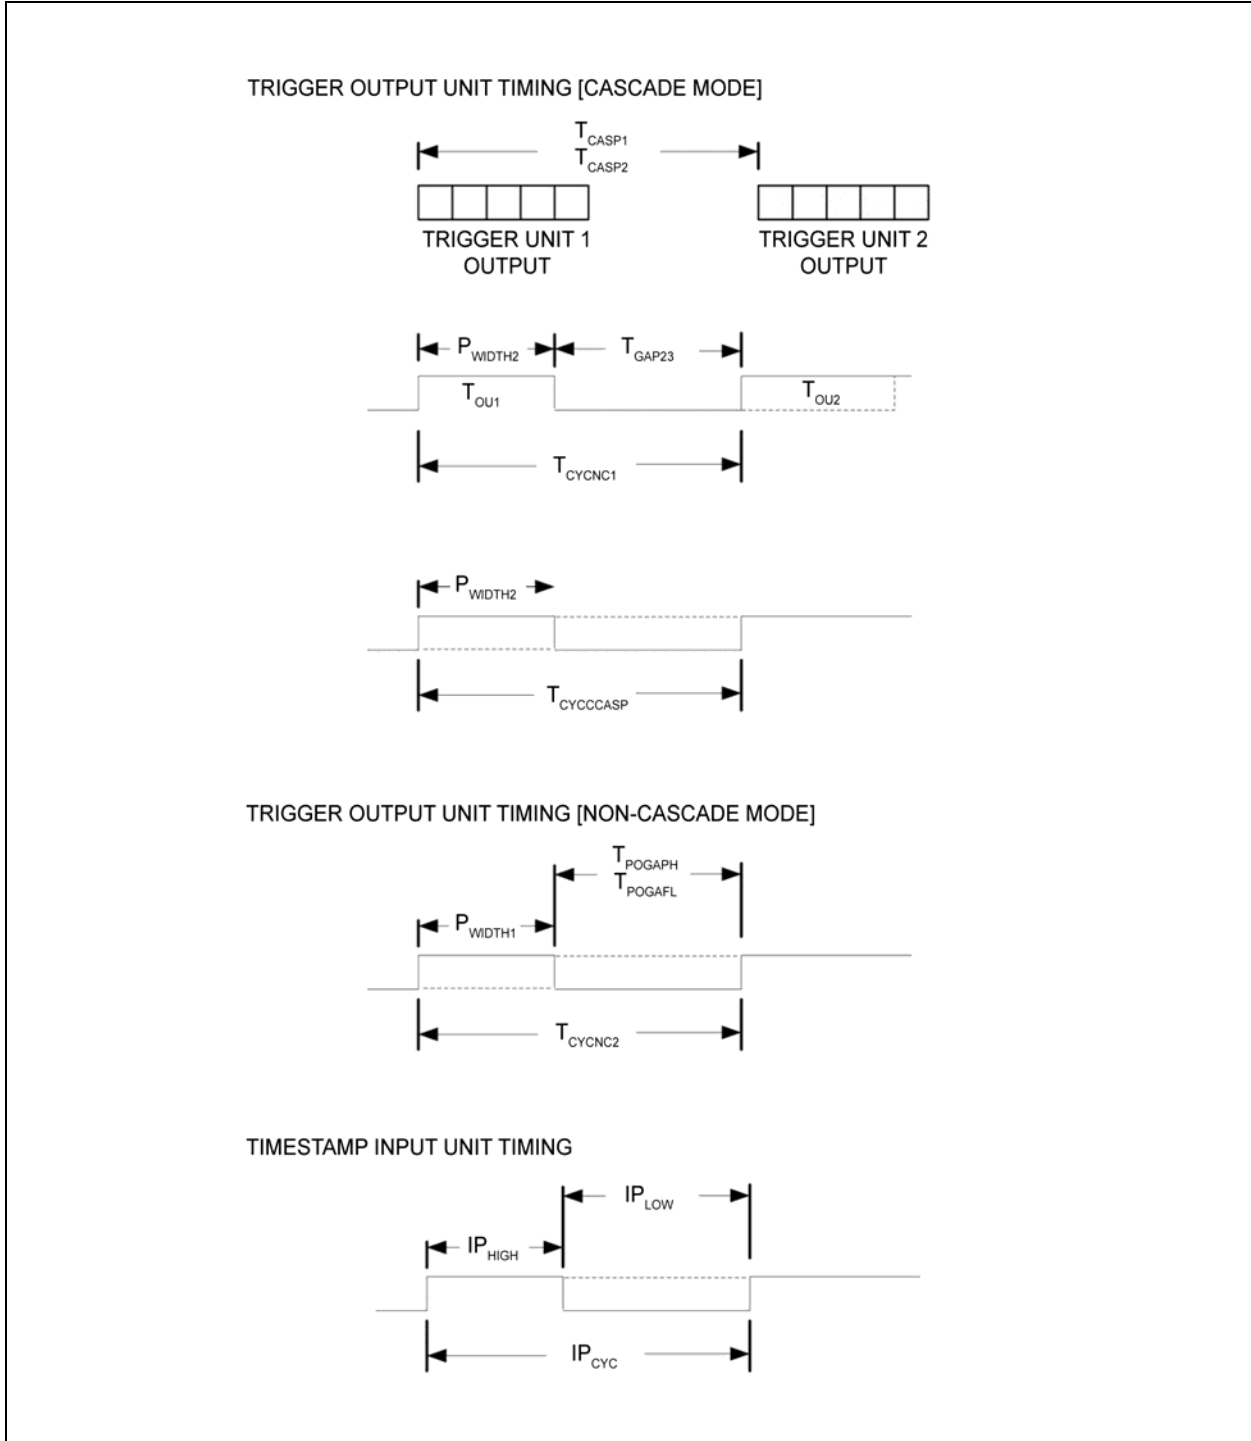 TRIGGER OUTPUT UNIT TIMING [CASCADE MODE]
TCASP1
TCASP2
TRIGGER UNIT 1
OUTPUT
TRIGGER UNIT 2
OUTPUT
PWIDTH2
TGAP23
TOU1
TOU2
TCYCNC1
PWIDTH2
TCYCCCASP
TRIGGER OUTPUT UNIT TIMING [NON-CASCADE MODE]
TPOGAPH
TPOGAFL
PWIDTH1
TCYCNC2
TIMESTAMP INPUT UNIT TIMING
IPLOW
IPHIGH
IPCYC